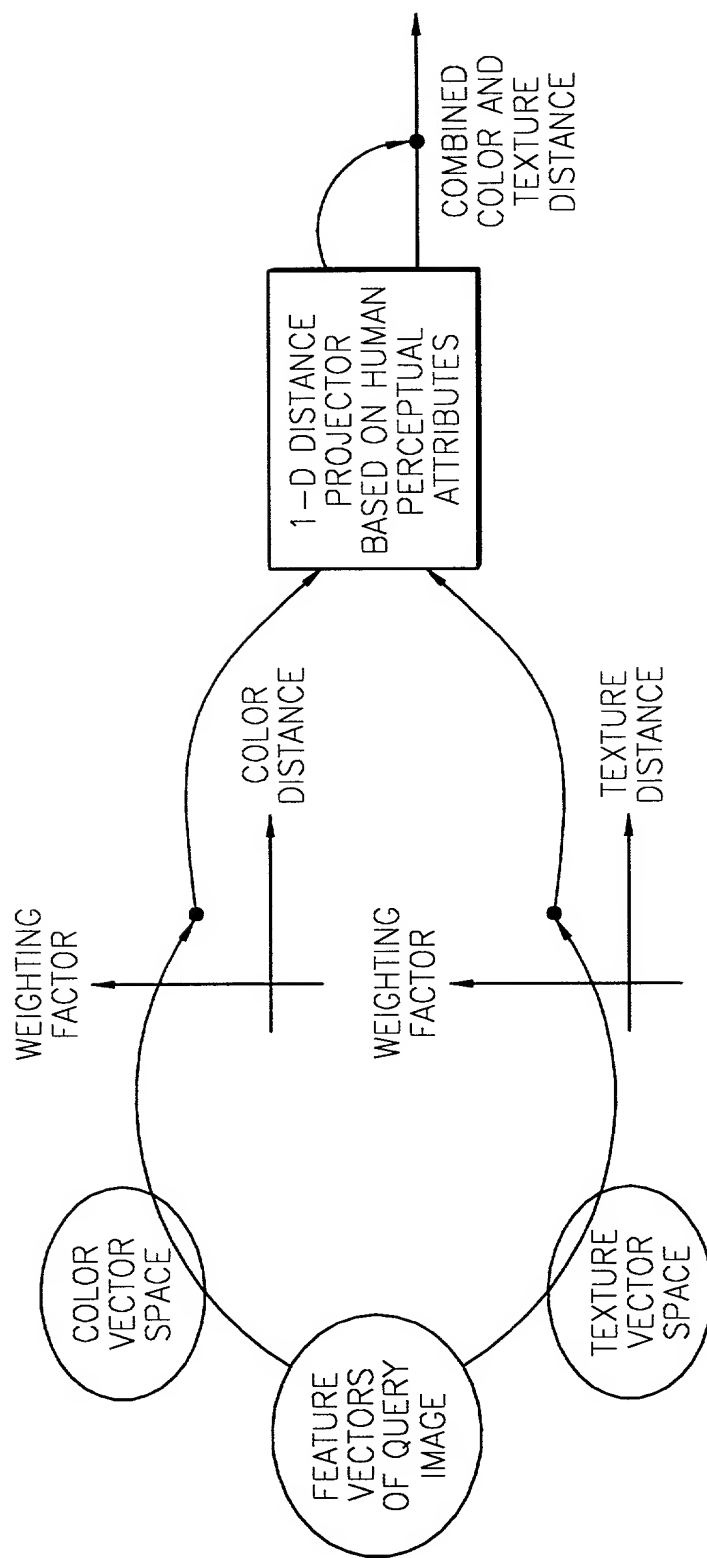 COLOR
VECTOR
SPACE
FEATURE
VECTORS
OF QUERY
IMAGE
TEXTURE
VECTOR
SPACE
WEIGHTING
FACTOR
COLOR
DISTANCE
WEIGHTING
FACTOR
TEXTURE
DISTANCE
1-D DISTANCE
PROJECTOR
BASED ON HUMAN
PERCEPTUAL
ATTRIBUTES
COMBINED
COLOR AND
TEXTURE
DISTANCE